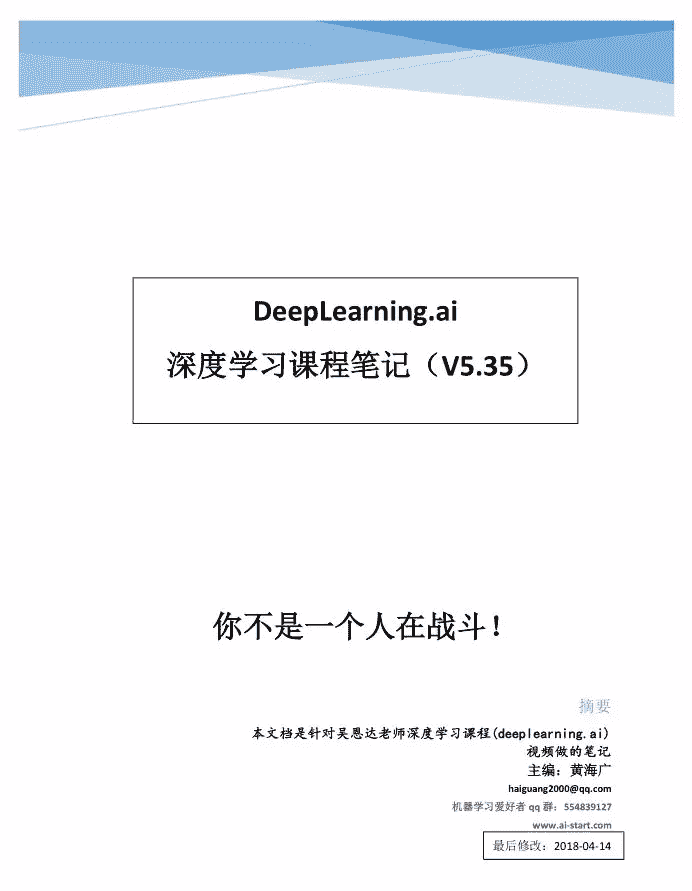 DeepLearning.ai
深度学习课程笔记（V5.35）
你不是一个人在战斗！
摘要
本文档是针对吴恩达老师深度学习课程(deeplearning.ai)
视频做的笔记
主编：黄海广
haiguang2000@qq.com
机器学习爱好者 qq 群：554839127
www.ai-start.com
最后修改：2018-04-14